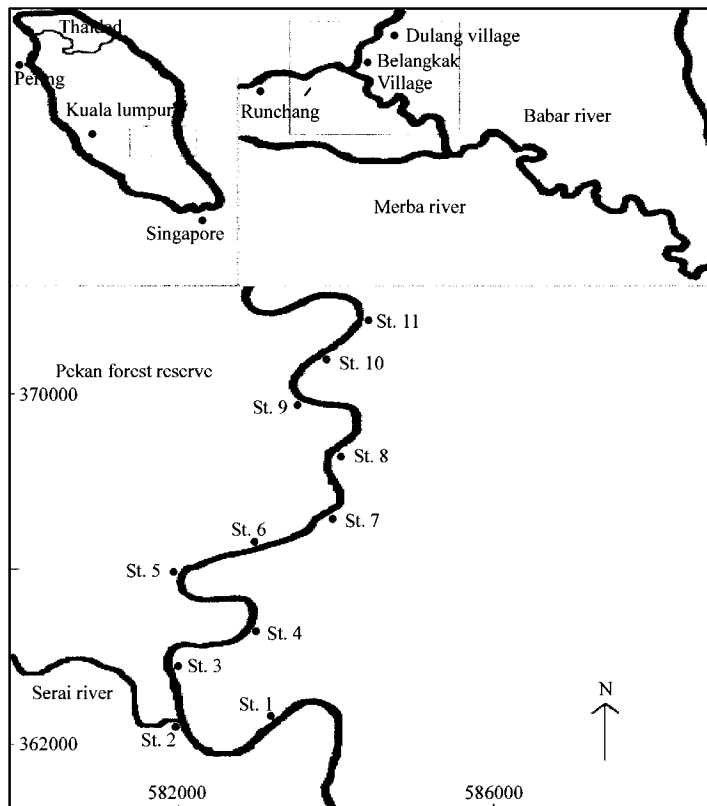 Thaidad
Pening
Kuala lumpur
Singapore
Dulang village
Belangkak
Village
Runchang
Babar river
Merba river
St. 11
Pekan forest reserve
St. 10
370000
St. 9
St. 8
St. 7
St. 6
St. 5
St. 4
St. 3
Serai river
St. 1
N
St. 2
362000
582000
586000